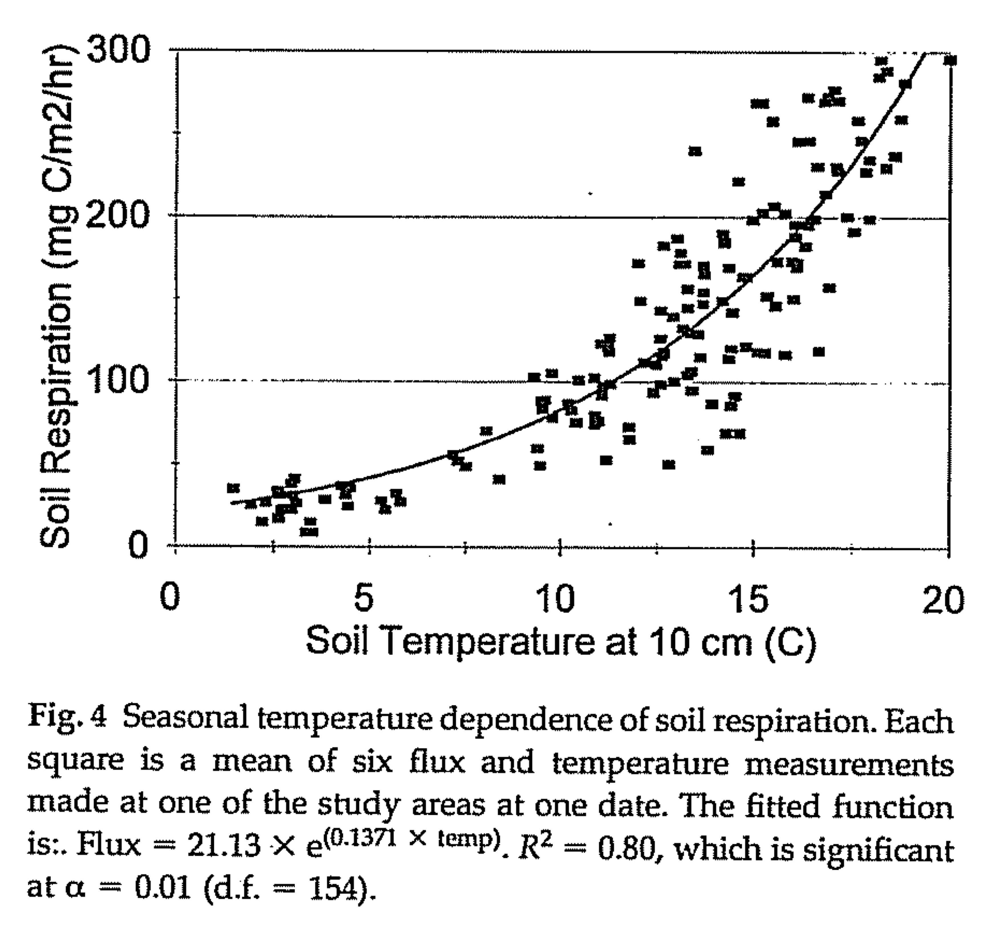 300
200
100
0
Soil Respiration (mg C/m2/hr)
0 5 10 15 20
Soil Temperature at 10 cm (C)
Fig. 4 Seasonal temperature dependence of soil respiration. Each
square is a mean of six flux and temperature measurements
made at one of the study areas at one date. The fitted function
is:. Flux = 21.13 × e^(0.1371 × temp). R² = 0.80, which is significant
at α = 0.01 (d.f. = 154).